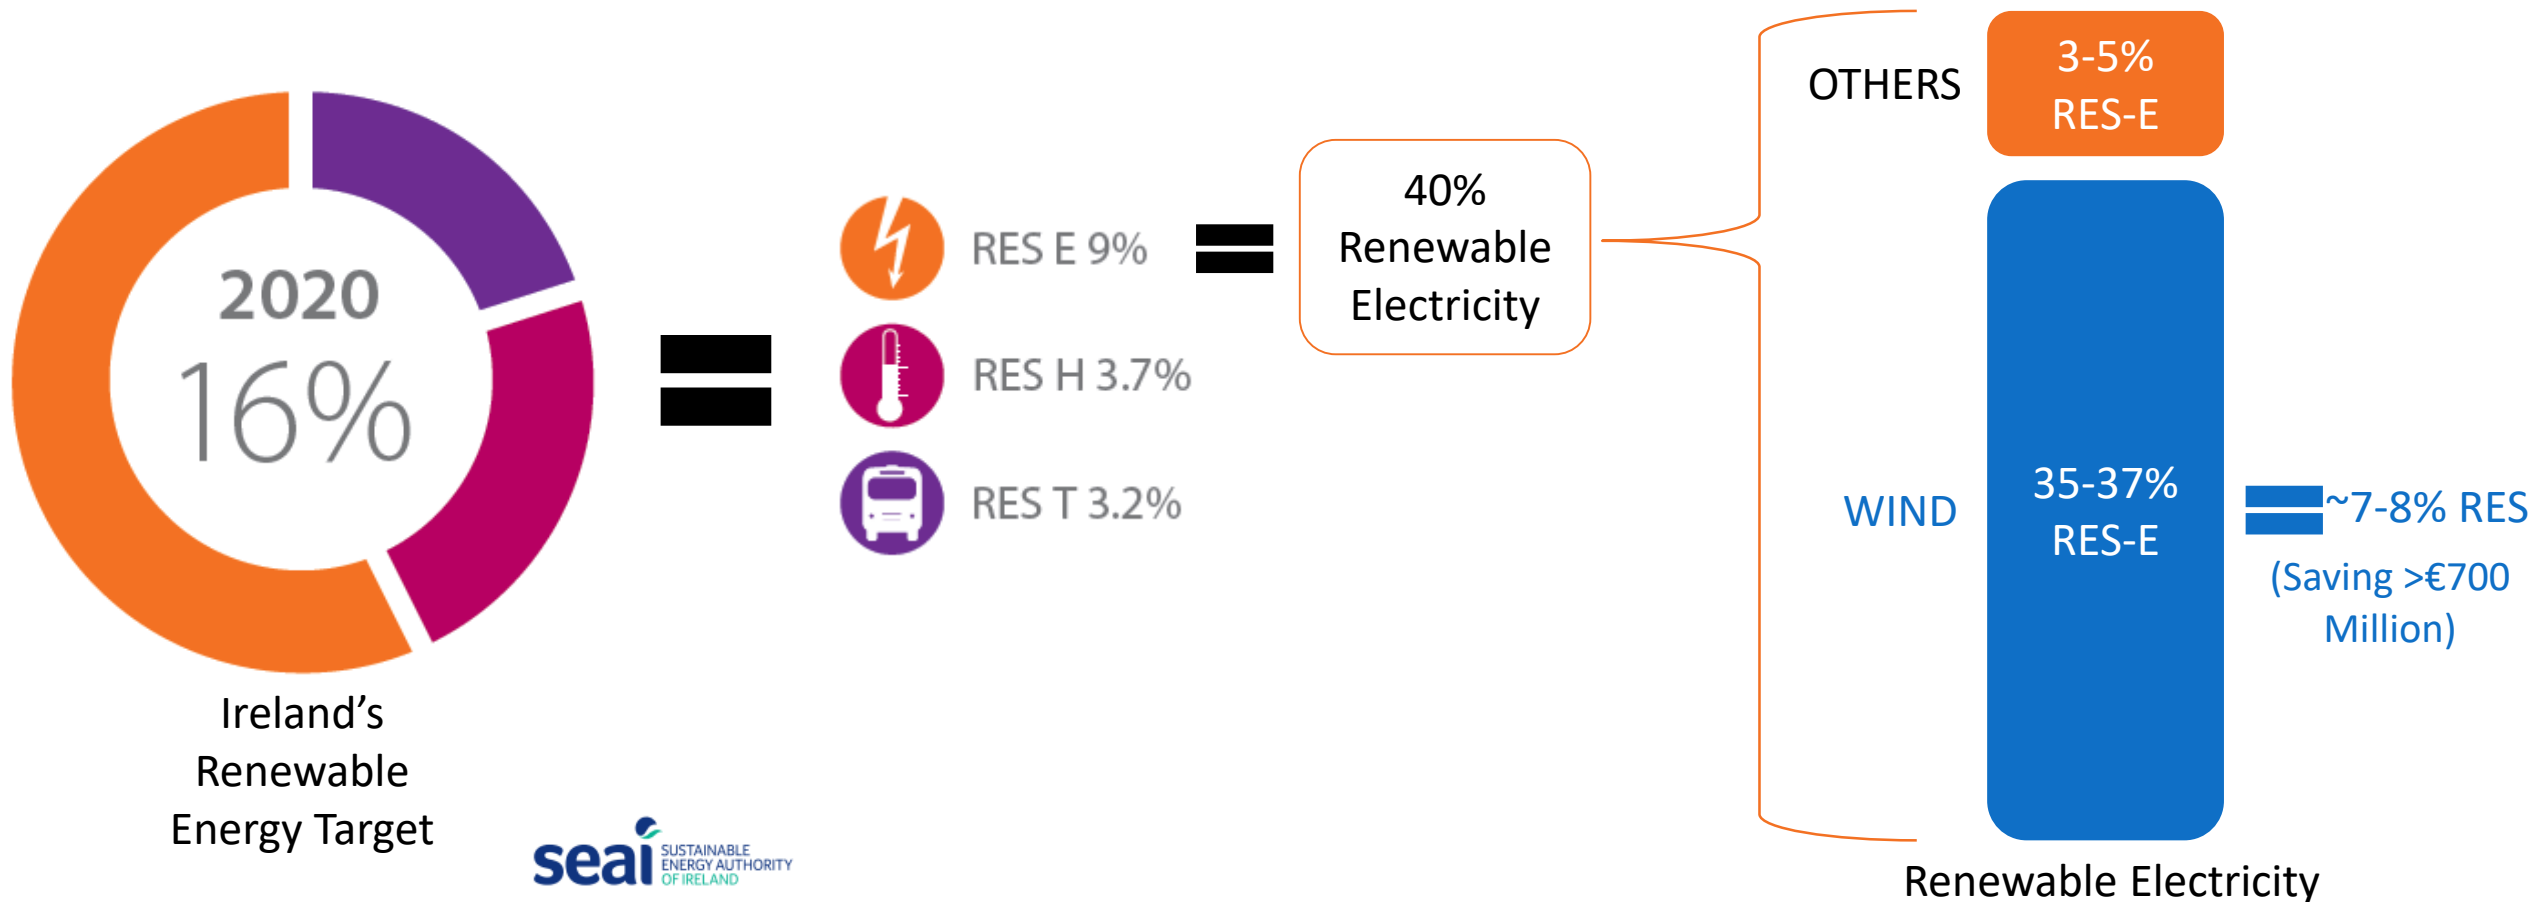 2020
16%
Ireland’s
Renewable
Energy Target
seai SUSTAINABLE
ENERGY AUTHORITY
OF IRELAND
RES E 9%
RES H 3.7%
RES T 3.2%
40%
Renewable
Electricity
OTHERS
3-5%
RES-E
WIND
35-37%
RES-E
~7-8% RES
(Saving >€700
Million)
Renewable Electricity